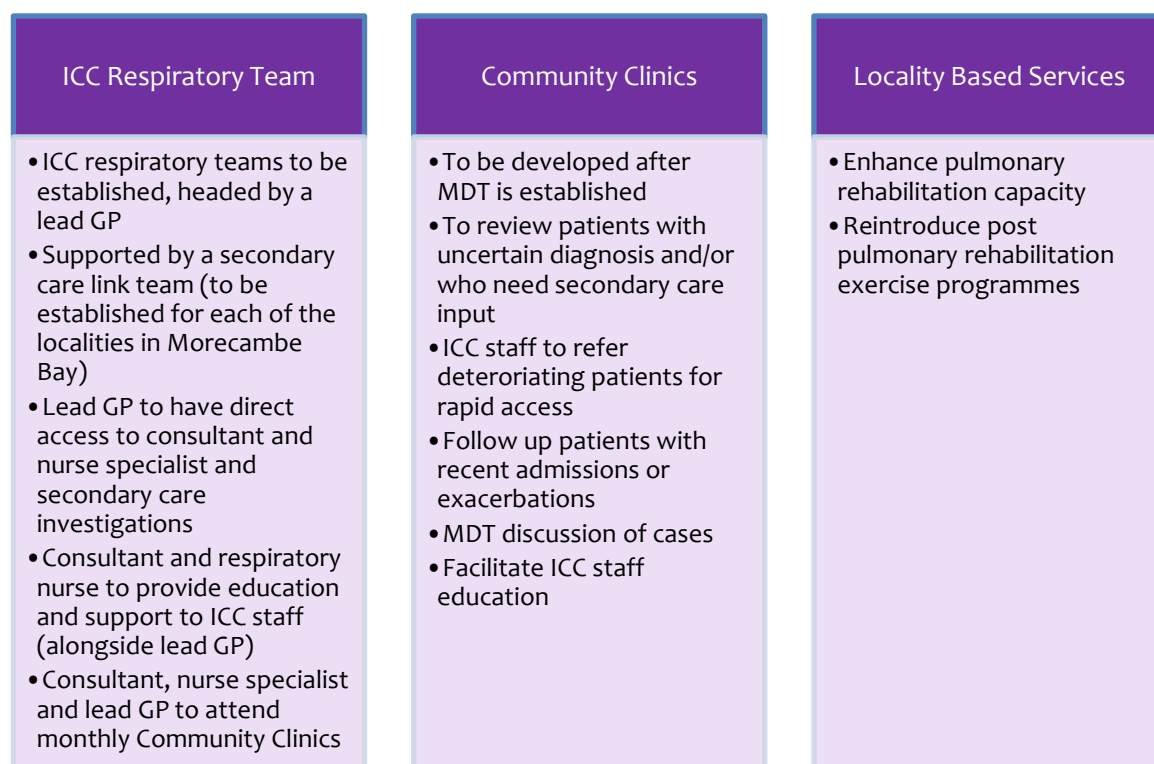 ICC Respiratory Team
•ICC respiratory teams to be
established, headed by a
lead GP
•Supported by a secondary
care link team (to be
established for each of the
localities in Morecambe
Bay)
•Lead GP to have direct
access to consultant and
nurse specialist and
secondary care
investigations
•Consultant and respiratory
nurse to provide education
and support to ICC staff
(alongside lead GP)
•Consultant, nurse specialist
and lead GP to attend
monthly Community Clinics
Community Clinics
•To be developed after
MDT is established
•To review patients with
uncertain diagnosis and/or
who need secondary care
input
•ICC staff to refer
deteroriating patients for
rapid access
•Follow up patients with
recent admissions or
exacerbations
•MDT discussion of cases
•Facilitate ICC staff
education
Locality Based Services
•Enhance pulmonary
rehabilitation capacity
•Reintroduce post
pulmonary rehabilitation
exercise programmes